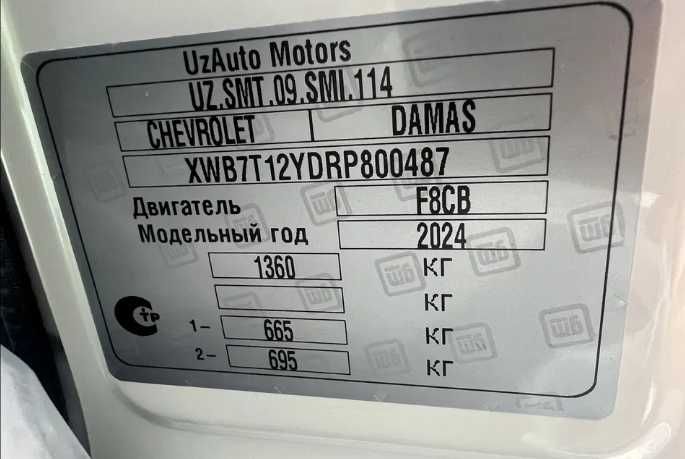 UzAuto Motors
UZ.SMT.09.SMI.114
CHEVROLET DAMAS
XWB7T12YDRP800487
Двигатель F8CB
Модельный год 2024
1360 КГ
КГ
1- 665 КГ
2- 695 КГ